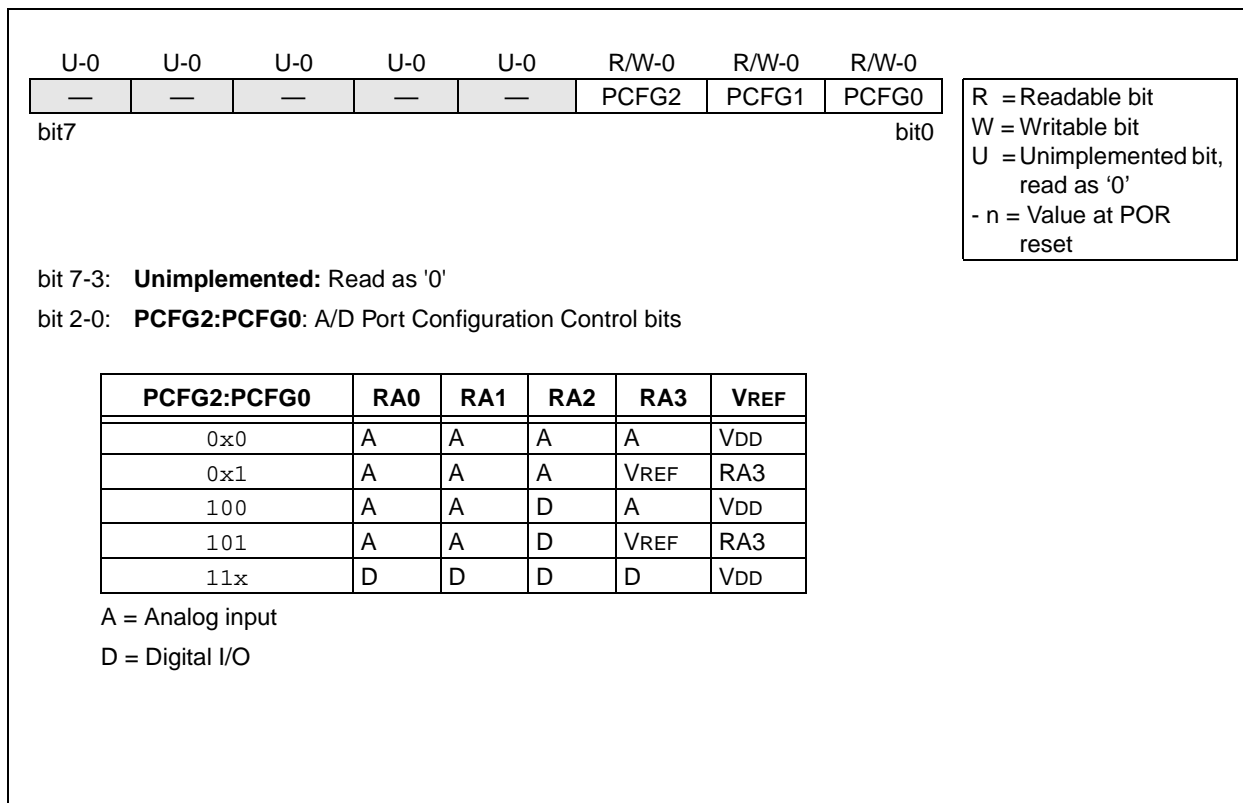 U-0 U-0 U-0 U-0 U-0 R/W-0 R/W-0 R/W-0
— — — — — PCFG2 PCFG1 PCFG0
bit7 bit0
R = Readable bit
W = Writable bit
U = Unimplemented bit,
read as ‘0’
- n = Value at POR
reset
bit 7-3: Unimplemented: Read as '0'
bit 2-0: PCFG2:PCFG0: A/D Port Configuration Control bits
PCFG2:PCFG0 RA0 RA1 RA2 RA3 VREF
0x0 A A A A VDD
0x1 A A A VREF RA3
100 A A D A VDD
101 A A D VREF RA3
11x D D D D VDD
A = Analog input
D = Digital I/O